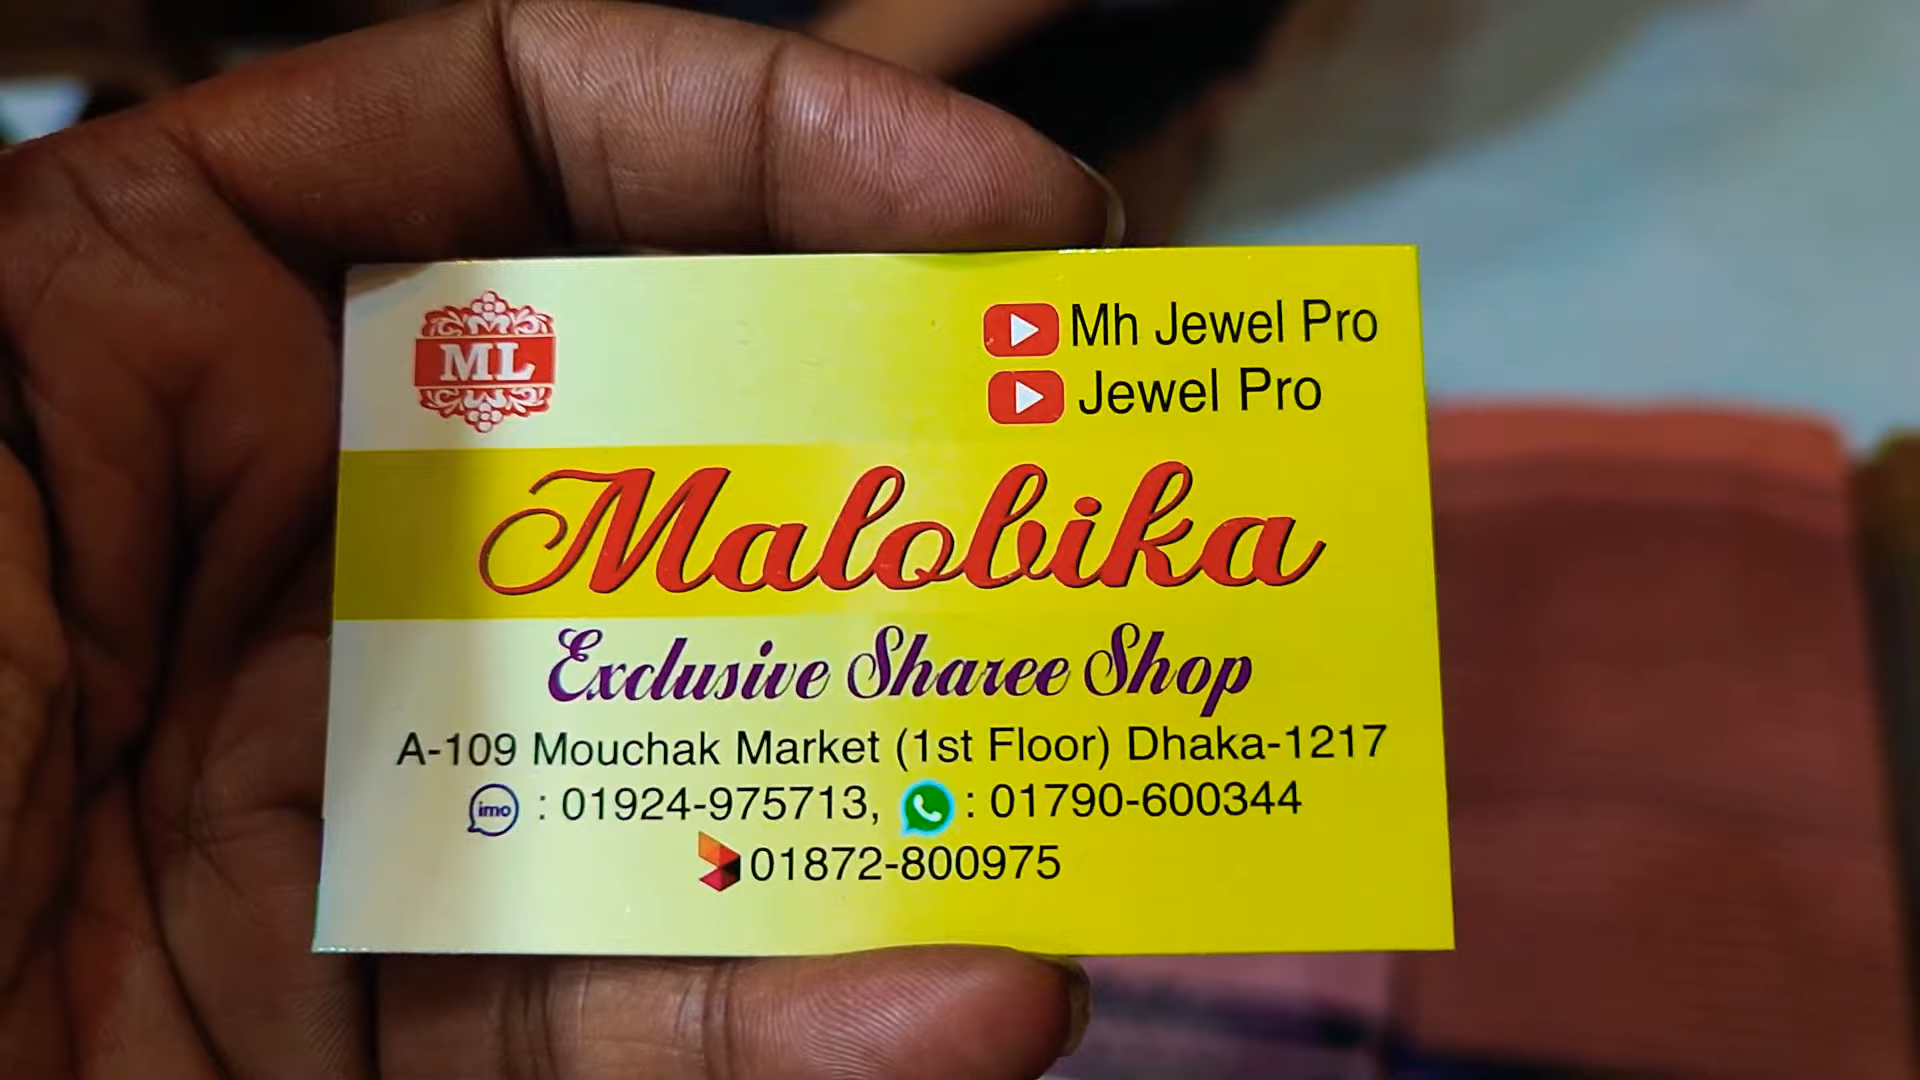 ML
Mh Jewel Pro
Jewel Pro
Malobika
Exclusive Sharee Shop
A-109 Mouchak Market (1st Floor) Dhaka-1217
imo : 01924-975713, : 01790-600344
01872-800975